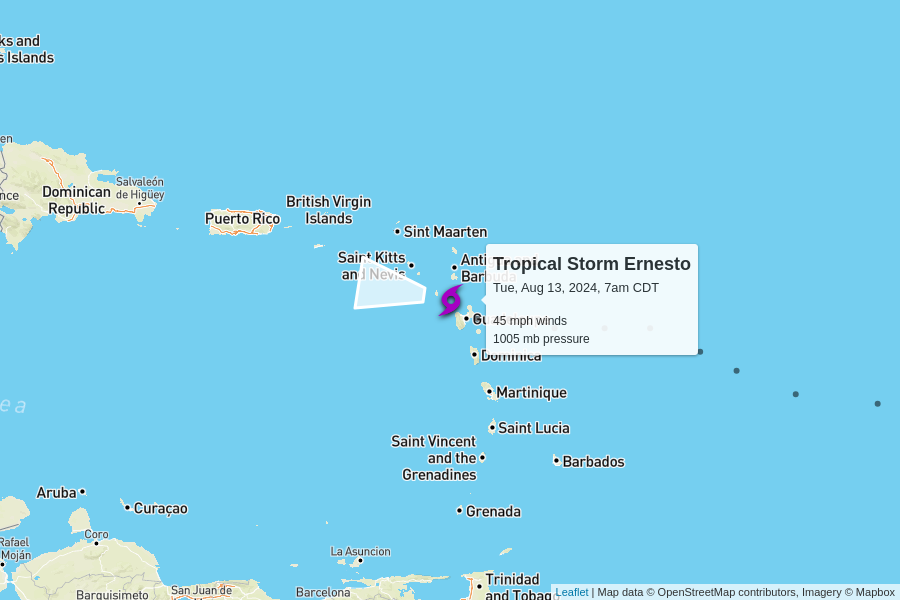 ks and
s Islands
en
nce
Dominican
Republic
Salvaleón
de Higüey
Puerto Rico
British Virgin
Islands
Sint Maarten
Saint Kitts
and Nevis
Anti
Barbuda
Tropical Storm Ernesto
Tue, Aug 13, 2024, 7am CDT
45 mph winds
1005 mb pressure
Gu
Dominica
Martinique
ea
Saint Lucia
Saint Vincent
and the
Grenadines
Barbados
Aruba
Curaçao
Grenada
Rafael
Moján
Coro
La Asuncion
Barquisimeto
San Juan de
Barcelona
Trinidad
and Tobag
Leaflet | Map data © OpenStreetMap contributors, Imagery © Mapbox